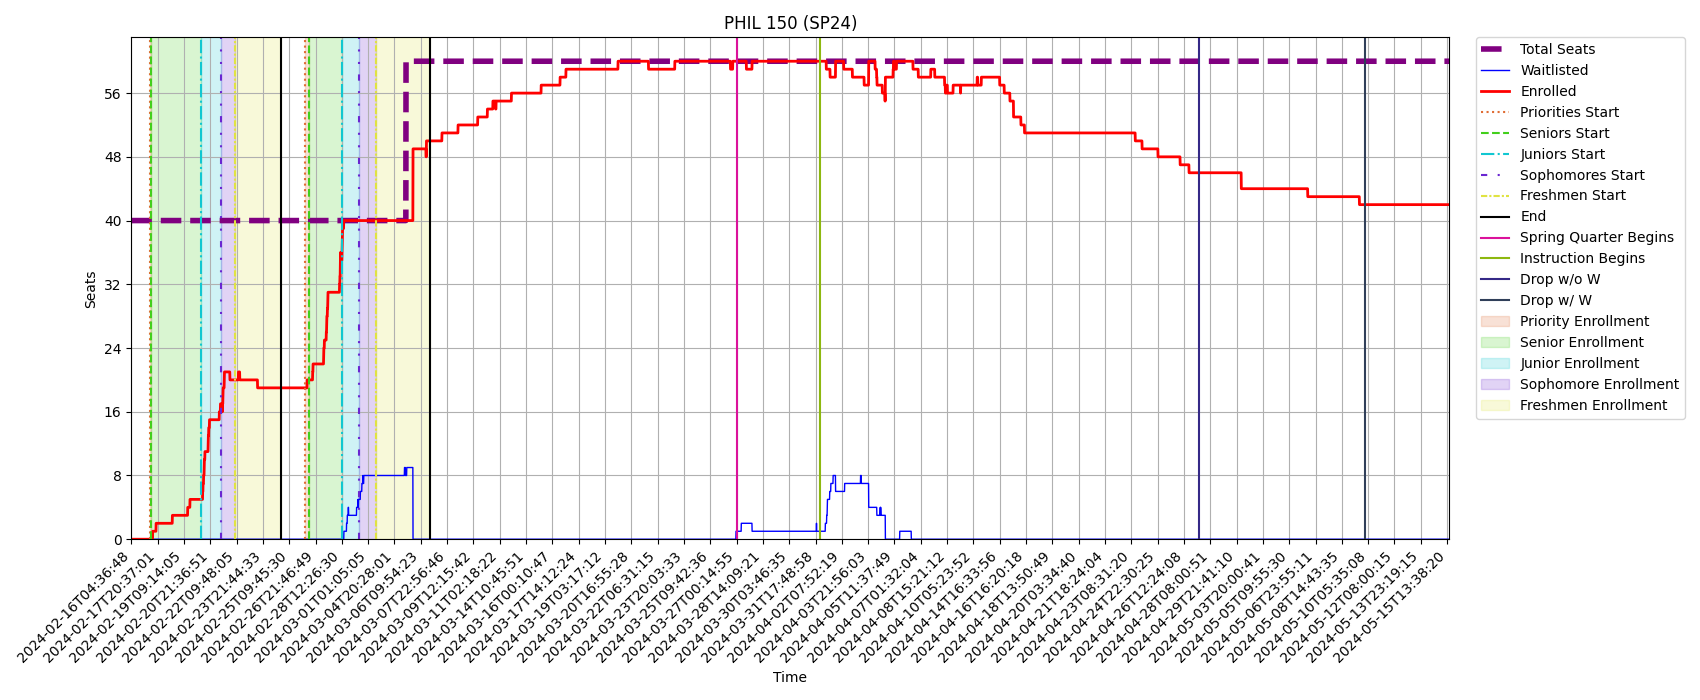 PHIL 150 (SP24)
Seats
56
48
40
32
24
16
8
0
2024-02-16T04:36:48
2024-02-17T20:37:01
2024-02-19T09:14:05
2024-02-20T21:36:51
2024-02-22T09:48:05
2024-02-23T21:44:33
2024-02-25T09:45:30
2024-02-26T21:46:49
2024-02-28T12:26:30
2024-03-01T01:05:05
2024-03-04T20:28:01
2024-03-06T09:54:23
2024-03-07T22:56:46
2024-03-09T12:15:42
2024-03-11T02:18:22
2024-03-14T10:45:51
2024-03-16T00:10:47
2024-03-17T14:12:24
2024-03-19T03:17:12
2024-03-20T16:55:28
2024-03-22T06:31:15
2024-03-23T20:03:33
2024-03-25T09:42:36
2024-03-27T00:14:55
2024-03-28T14:09:21
2024-03-30T03:46:35
2024-03-31T17:48:58
2024-04-02T07:52:19
2024-04-03T21:56:03
2024-04-05T11:37:49
2024-04-07T01:32:04
2024-04-08T15:21:12
2024-04-10T05:23:52
2024-04-14T16:33:56
2024-04-16T16:20:18
2024-04-18T13:50:49
2024-04-20T03:34:40
2024-04-21T18:24:04
2024-04-23T08:31:20
2024-04-24T22:30:25
2024-04-26T12:24:08
2024-04-28T08:00:51
2024-04-29T21:41:10
2024-05-03T20:00:41
2024-05-05T09:55:30
2024-05-06T23:55:11
2024-05-08T14:43:35
2024-05-10T05:35:08
2024-05-12T08:00:15
2024-05-13T23:19:15
2024-05-15T13:38:20
Time
Total Seats
Waitlisted
Enrolled
Priorities Start
Seniors Start
Juniors Start
Sophomores Start
Freshmen Start
End
Spring Quarter Begins
Instruction Begins
Drop w/o W
Drop w/ W
Priority Enrollment
Senior Enrollment
Junior Enrollment
Sophomore Enrollment
Freshmen Enrollment